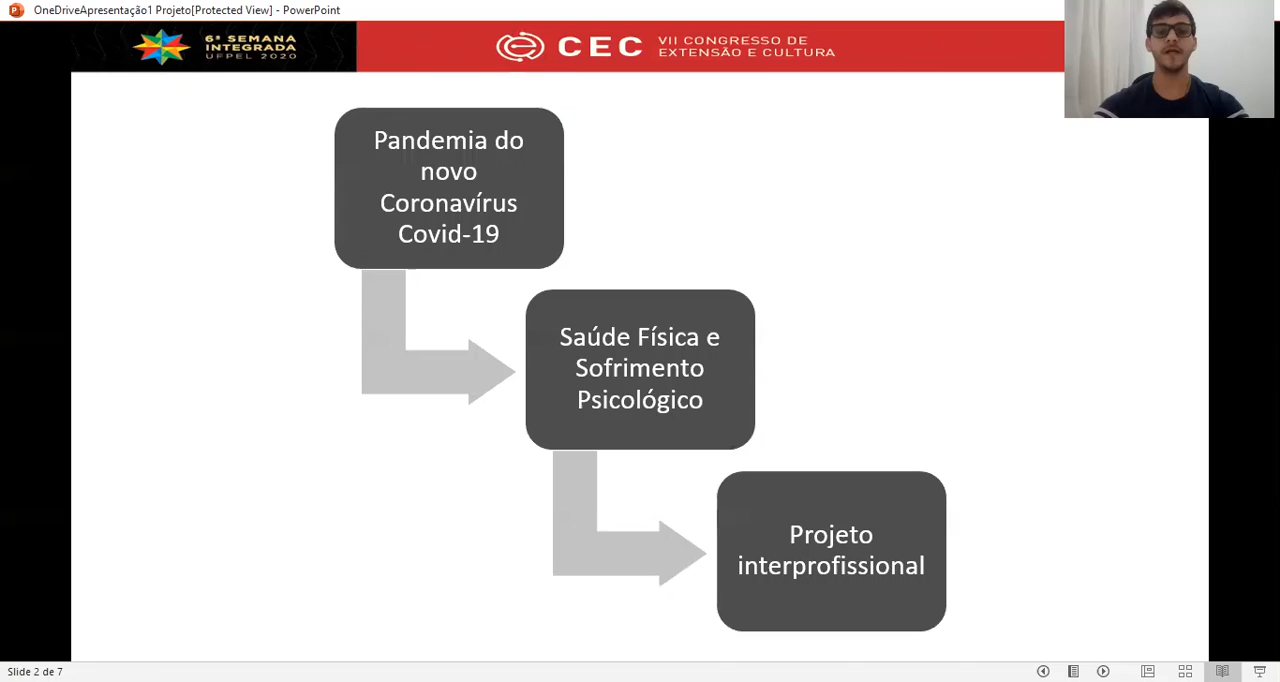 OneDriveApresentação1 Projeto[Protected View] - PowerPoint
6ª SEMANA
INTEGRADA
UFPEL 2020
CEC
VII CONGRESSO DE
EXTENSÃO E CULTURA
Pandemia do
novo
Coronavírus
Covid-19
Saúde Física e
Sofrimento
Psicológico
Projeto
interprofissional
Slide 2 de 7